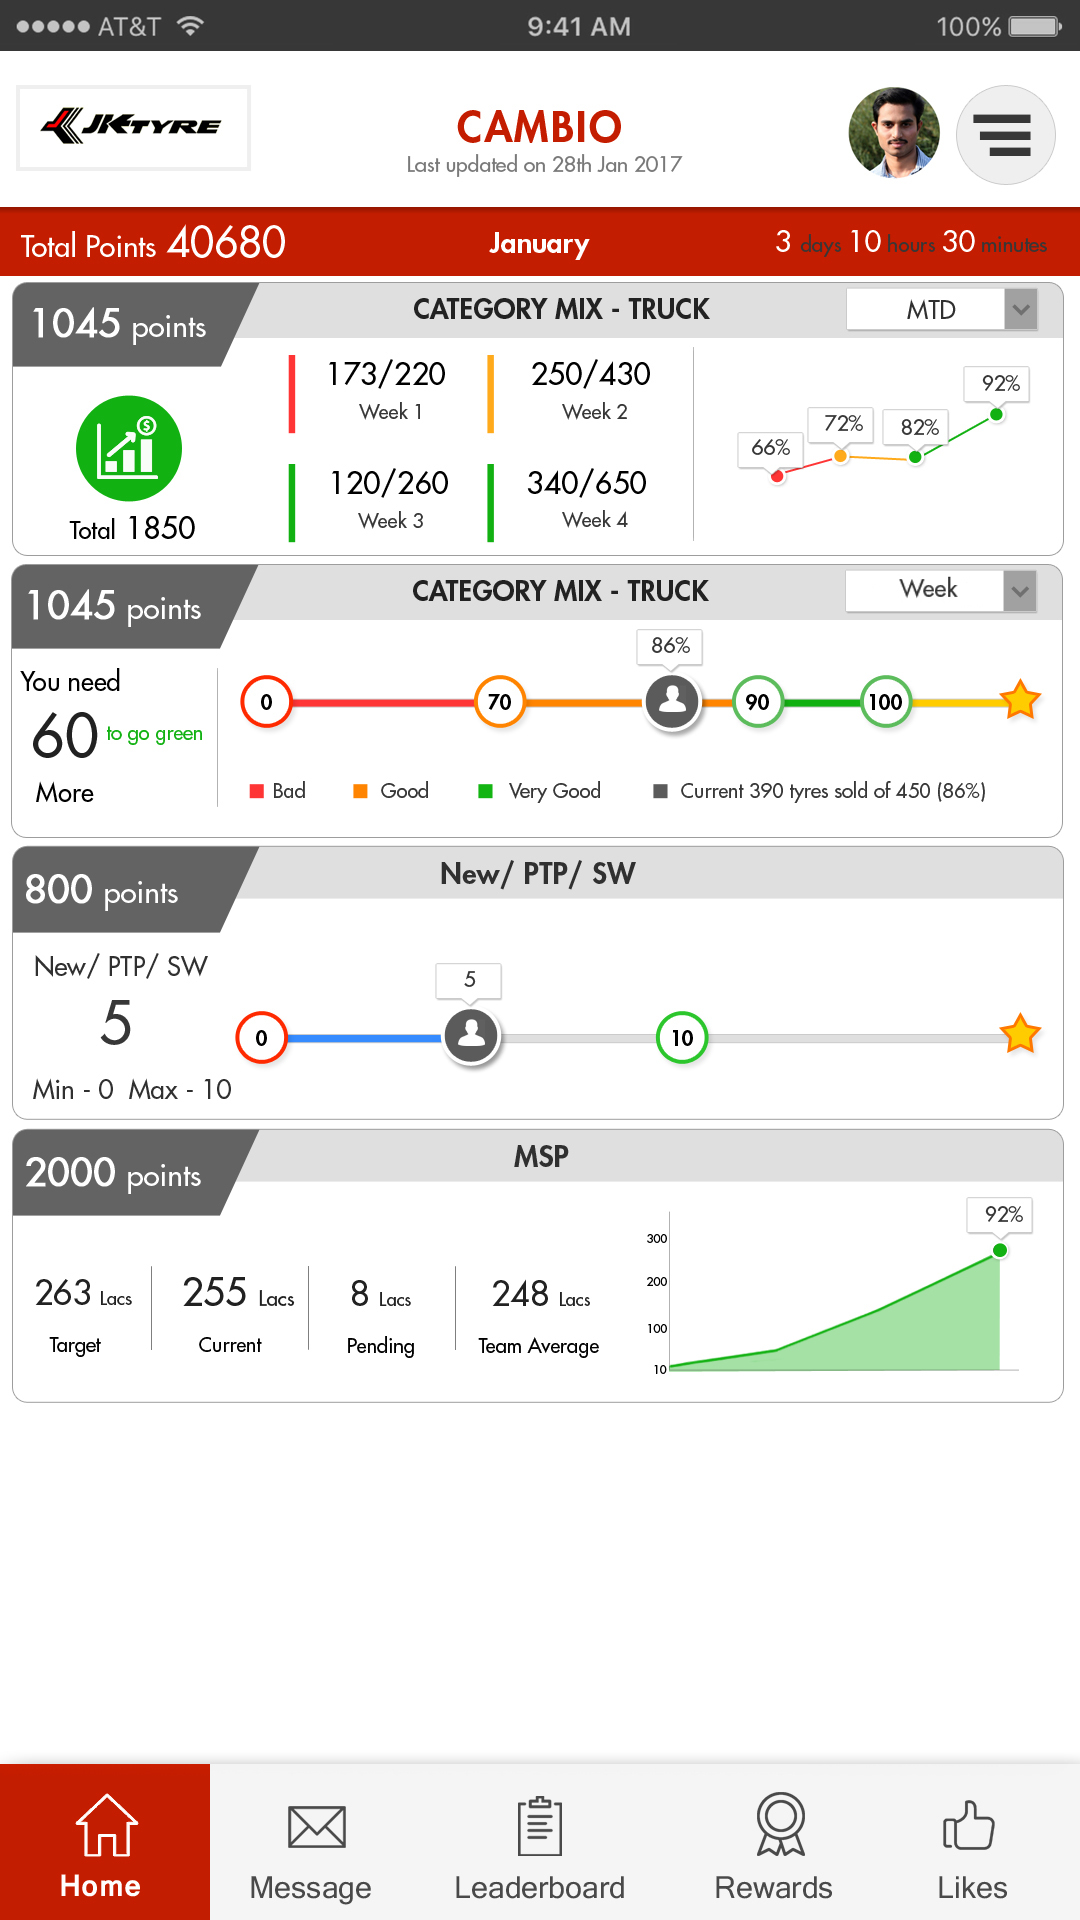 AT&T 9:41 AM 100%
JKTYRE
CAMBIO
Last updated on 28th Jan 2017
Total Points 40680 January 3 days 10 hours 30 minutes
1045 points CATEGORY MIX - TRUCK MTD
173/220 250/430
Week 1 Week 2
120/260 340/650
Week 3 Week 4
Total 1850
66% 72% 82% 92%
1045 points CATEGORY MIX - TRUCK Week
You need
60 to go green
More
86%
0 70 90 100
Bad Good Very Good Current 390 tyres sold of 450 (86%)
800 points New/ PTP/ SW
New/ PTP/ SW
5
Min - 0 Max - 10
5
0 10
2000 points MSP
263 Lacs 255 Lacs 8 Lacs 248 Lacs
Target Current Pending Team Average
92%
300
200
100
10
Home Message Leaderboard Rewards Likes